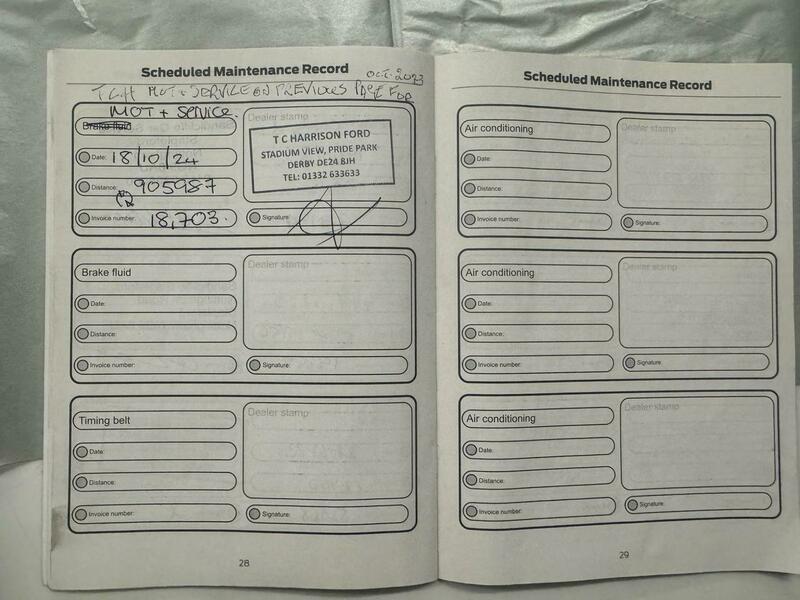 Scheduled Maintenance Record
OCT. 2023
TCH MOT + SERVICE ON PREVIOUS PAGE FOR
MOT + SERVICE.
Brake fluid
Date: 18/10/24
Distance: 905987
Invoice number: 18,703.
Dealer stamp
T C HARRISON FORD
STADIUM VIEW, PRIDE PARK
DERBY DE24 8JH
TEL: 01332 633633
Signature:
Brake fluid
Date:
Distance:
Invoice number:
Dealer stamp
Signature:
Timing belt
Date:
Distance:
Invoice number:
Dealer stamp
Signature:
28
Scheduled Maintenance Record
Air conditioning
Date:
Distance:
Invoice number:
Dealer stamp
Signature:
Air conditioning
Date:
Distance:
Invoice number:
Dealer stamp
Signature:
Air conditioning
Date:
Distance:
Invoice number:
Dealer stamp
Signature:
29